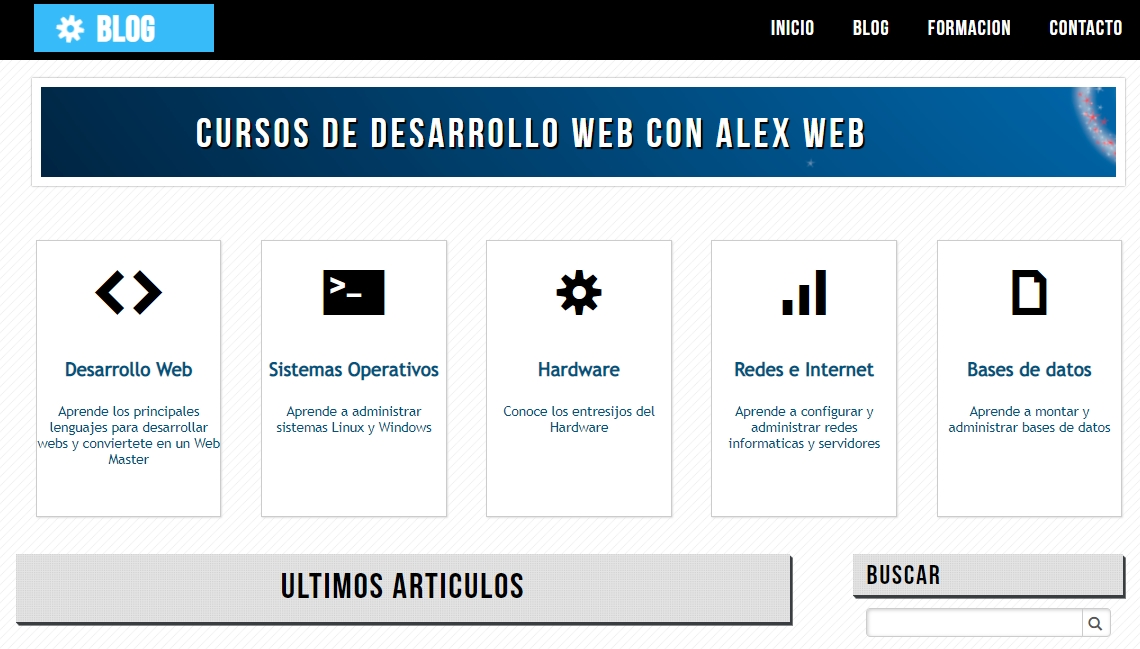 BLOG
INICIO BLOG FORMACION CONTACTO
CURSOS DE DESARROLLO WEB CON ALEX WEB
>_
Desarrollo Web
Aprende los principales
lenguajes para desarrollar
webs y conviertete en un Web
Master
Sistemas Operativos
Aprende a administrar
sistemas Linux y Windows
Hardware
Conoce los entresijos del
Hardware
Redes e Internet
Aprende a configurar y
administrar redes
informaticas y servidores
Bases de datos
Aprende a montar y
administrar bases de datos
ULTIMOS ARTICULOS
BUSCAR